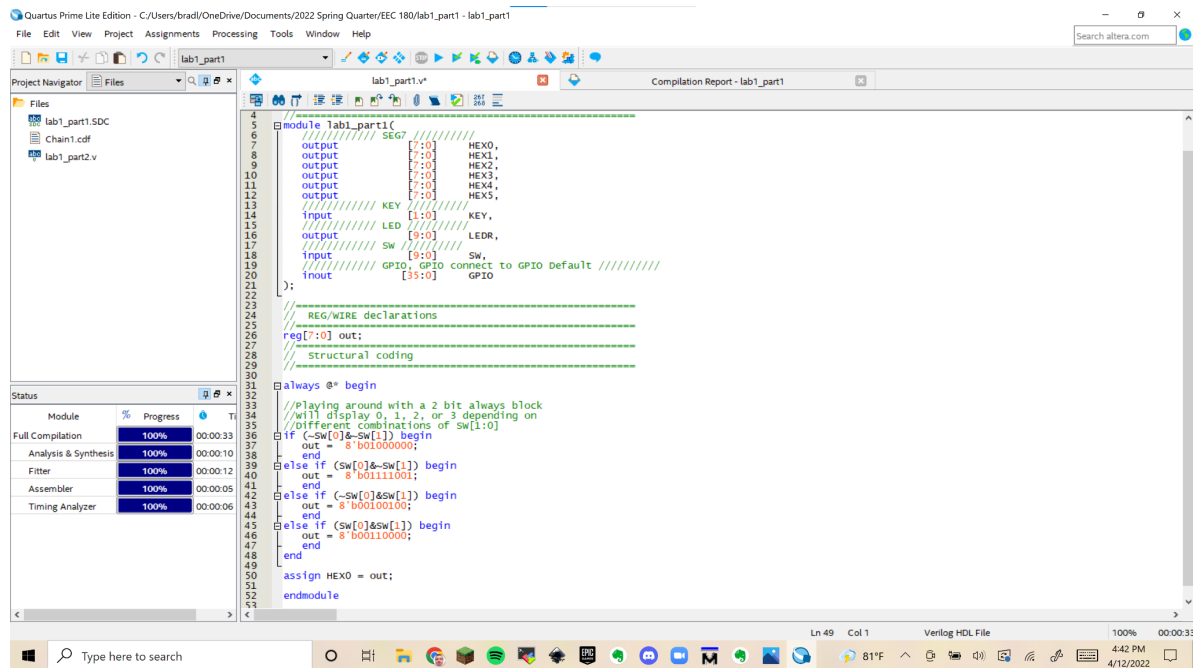 Quartus Prime Lite Edition - C:/Users/bradl/OneDrive/Documents/2022 Spring Quarter/EEC 180/lab1_part1 - lab1_part1
File Edit View Project Assignments Processing Tools Window Help
Search altera.com
lab1_part1
Project Navigator Files
lab1_part1.v*
Compilation Report - lab1_part1
Files
lab1_part1.SDC
Chain1.cdf
lab1_part2.v
4 //=======================================================
5 module lab1_part1(
6 //////////// SEG7 //////////
7 output [7:0] HEX0,
8 output [7:0] HEX1,
9 output [7:0] HEX2,
10 output [7:0] HEX3,
11 output [7:0] HEX4,
12 output [7:0] HEX5,
13 //////////// KEY //////////
14 input [1:0] KEY,
15 //////////// LED //////////
16 output [9:0] LEDR,
17 //////////// SW //////////
18 input [9:0] SW,
19 //////////// GPIO, GPIO connect to GPIO Default //////////
20 inout [35:0] GPIO
21 );
22
23 //=======================================================
24 // REG/WIRE declarations
25 //=======================================================
26 reg[7:0] out;
27 //=======================================================
28 // Structural coding
29 //=======================================================
30
31 always @* begin
32
33 //Playing around with a 2 bit always block
34 //Will display 0, 1, 2, or 3 depending on
35 //Different combinations of SW[1:0]
36 if (~SW[0]&~SW[1]) begin
37 out = 8'b01000000;
38 end
39 else if (SW[0]&~SW[1]) begin
40 out = 8'b01111001;
41 end
42 else if (~SW[0]&SW[1]) begin
43 out = 8'b00100100;
44 end
45 else if (SW[0]&SW[1]) begin
46 out = 8'b00110000;
47 end
48 end
49
50 assign HEX0 = out;
51
52 endmodule
53
Status
Module % Progress Ti
Full Compilation 100% 00:00:33
Analysis & Synthesis 100% 00:00:10
Fitter 100% 00:00:12
Assembler 100% 00:00:05
Timing Analyzer 100% 00:00:06
Ln 49 Col 1 Verilog HDL File 100% 00:00:33
Type here to search
81°F
4:42 PM
4/12/2022